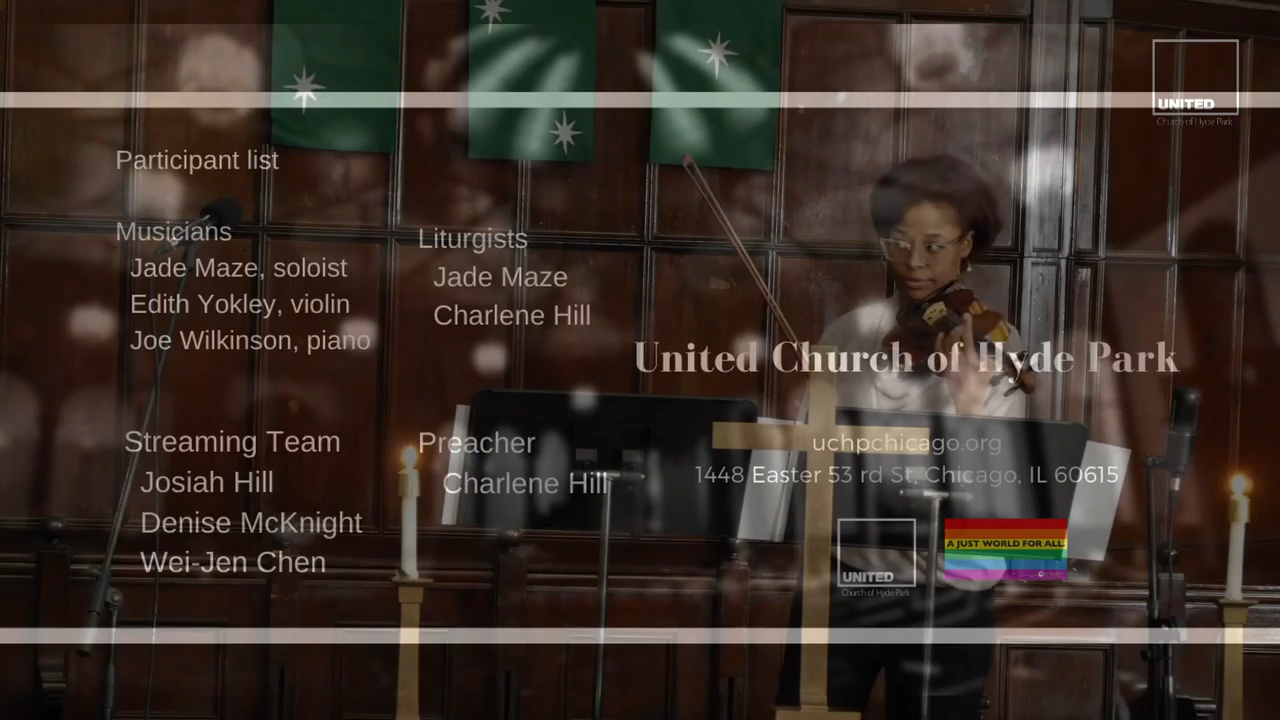 UNITED
Church of Hyde Park
Participant list
Musicians
Jade Maze, soloist
Edith Yokley, violin
Joe Wilkinson, piano
Liturgists
Jade Maze
Charlene Hill
Streaming Team
Josiah Hill
Denise McKnight
Wei-Jen Chen
Preacher
Charlene Hill
United Church of Hyde Park
uchpchicago.org
1448 Easter 53 rd St, Chicago, IL 60615
UNITED
Church of Hyde Park
A JUST WORLD FOR ALL